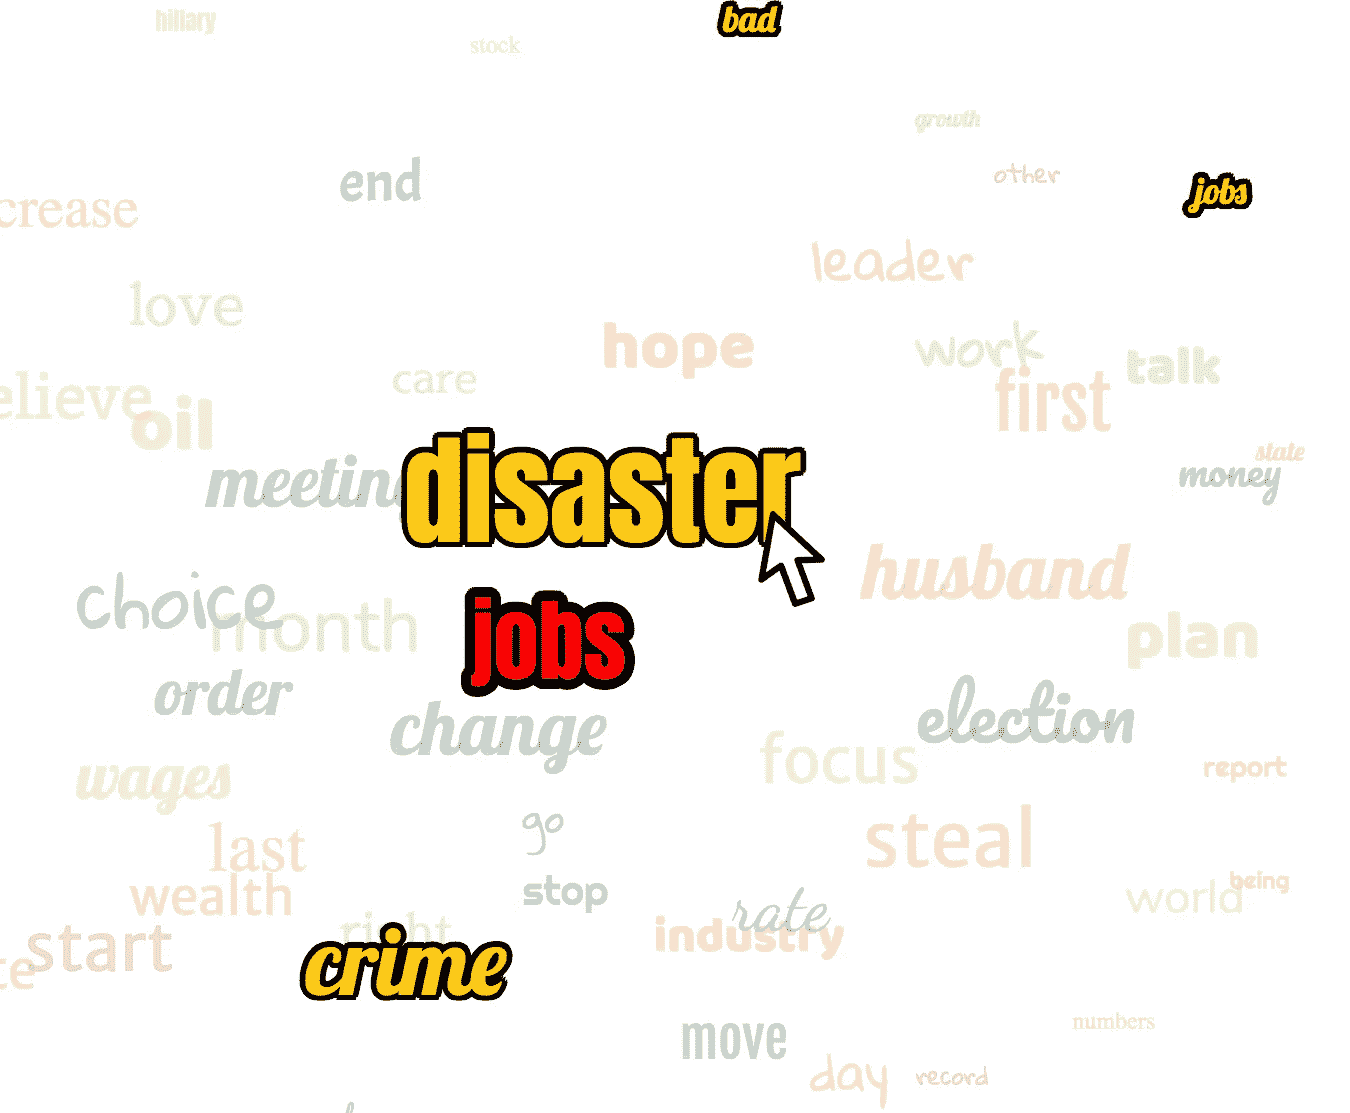 hillary
bad
stock
growth
end
other
jobs
crease
leader
love
hope
work
talk
care
first
elieve
oil
state
meeting
money
disaster
husband
choice
month
jobs
plan
order
change
election
focus
wages
report
go
last
steal
wealth
stop
being
world
rate
right
industry
start
te
crime
numbers
move
day
record